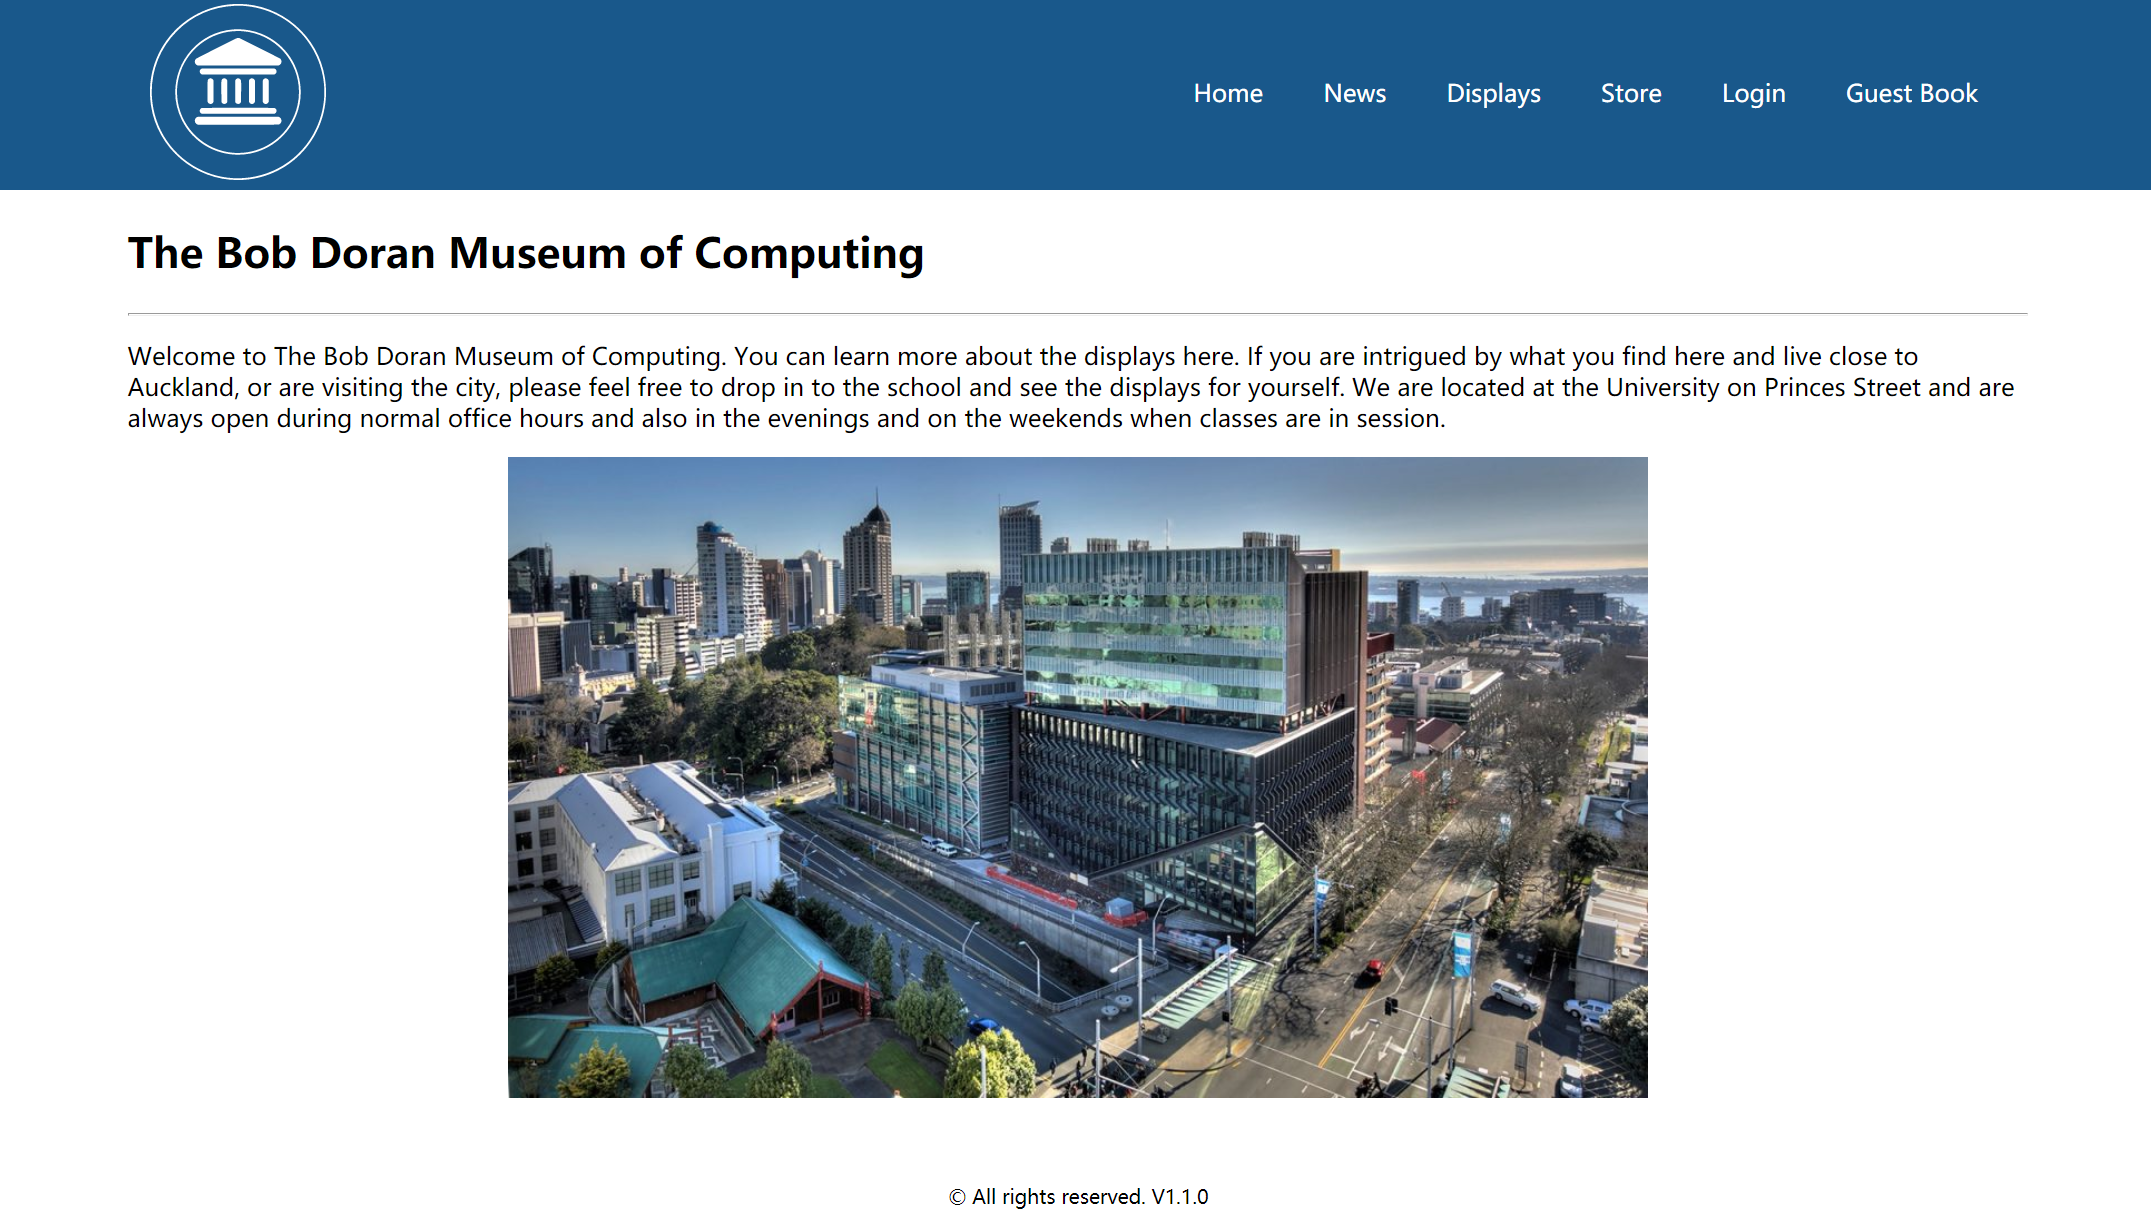 Home News Displays Store Login Guest Book
The Bob Doran Museum of Computing
Welcome to The Bob Doran Museum of Computing. You can learn more about the displays here. If you are intrigued by what you find here and live close to
Auckland, or are visiting the city, please feel free to drop in to the school and see the displays for yourself. We are located at the University on Princes Street and are
always open during normal office hours and also in the evenings and on the weekends when classes are in session.
© All rights reserved. V1.1.0